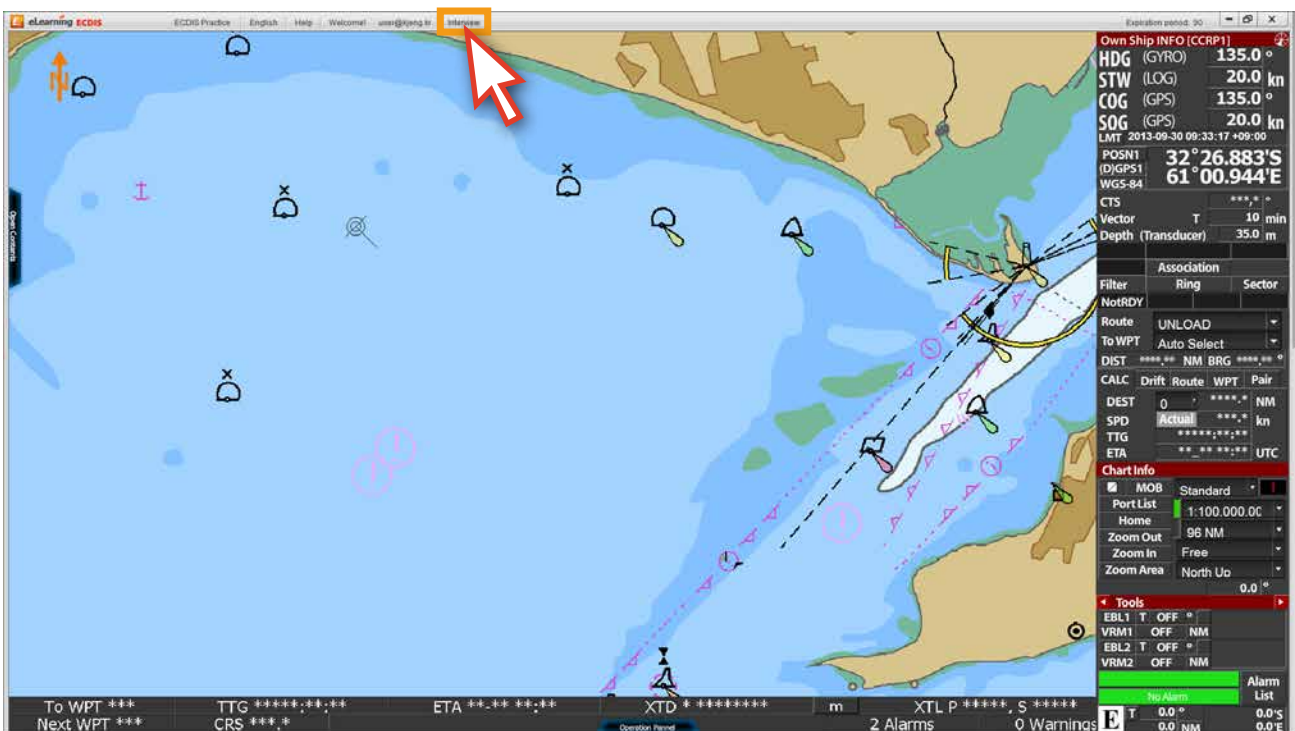 eLearning ECDIS ECDIS Practice English Help Welcome! user@kjeng.kr Interview Expiration period: 90
Open Contents
Own Ship INFO [CCRP1]
HDG (GYRO) 135.0 °
STW (LOG) 20.0 kn
COG (GPS) 135.0 °
SOG (GPS) 20.0 kn
LMT 2013-09-30 09:33:17 +09:00
POSN1 32°26.883'S
(D)GPS1
WGS-84 61°00.944'E
CTS ***.* °
Vector T 10 min
Depth (Transducer) 35.0 m
Association
Filter Ring Sector
NotRDY
Route UNLOAD
To WPT Auto Select
DIST ****.** NM BRG ****.** °
CALC Drift Route WPT Pair
DEST 0 ****.* NM
SPD Actual ***.* kn
TTG *****:**:**
ETA **_** **:** UTC
Chart Info
MOB Standard !
Port List 1:100.000.00
Home 96 NM
Zoom Out
Zoom In Free
Zoom Area North Up
0.0 °
Tools
EBL1 T OFF °
VRM1 OFF NM
EBL2 T OFF °
VRM2 OFF NM
No Alarm Alarm List
E T 0.0 ° 0.0'S
0.0 NM 0.0'E
To WPT *** TTG *****:**:** ETA **-** **:** XTD * ******** m XTL P *****, S *****
Next WPT *** CRS ***.* Operation Pannel 2 Alarms 0 Warnings